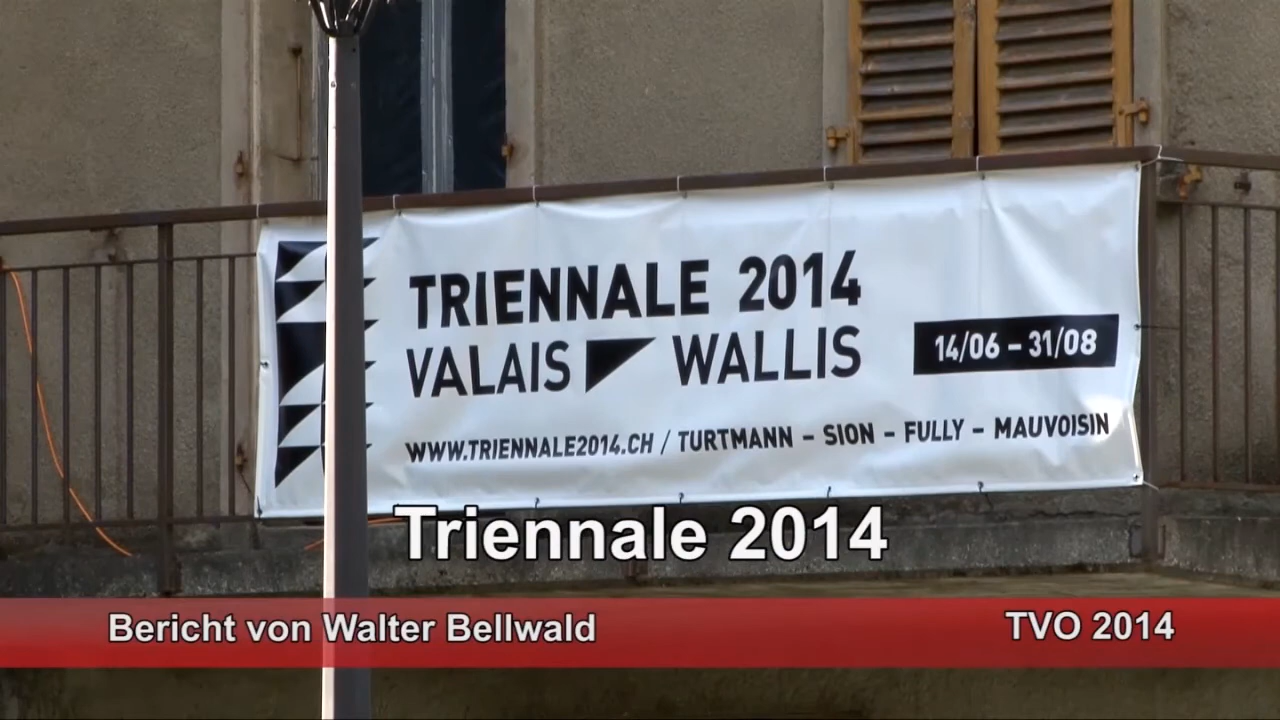 TRIENNALE 2014
VALAIS WALLIS
14/06 – 31/08
WWW.TRIENNALE2014.CH / TURTMANN – SION – FULLY – MAUVOISIN
Triennale 2014
Bericht von Walter Bellwald
TVO 2014